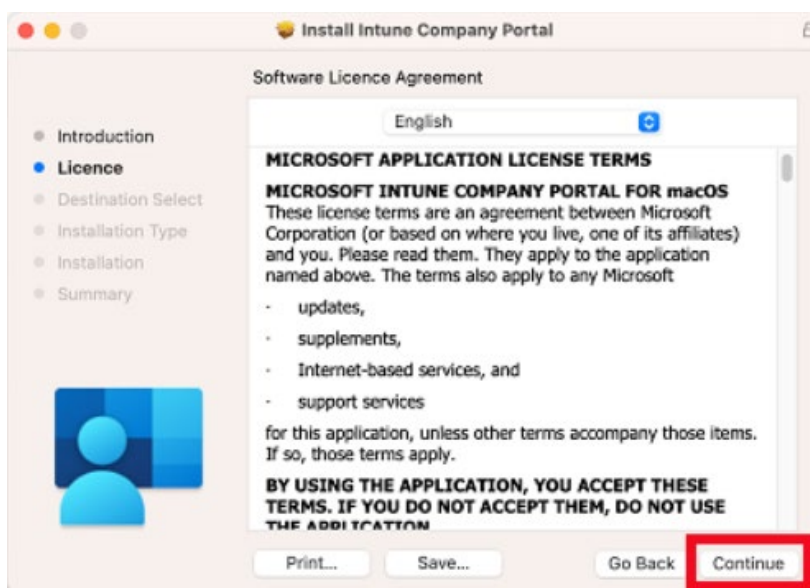 Install Intune Company Portal
Software Licence Agreement
Introduction
Licence
Destination Select
Installation Type
Installation
Summary
English
MICROSOFT APPLICATION LICENSE TERMS
MICROSOFT INTUNE COMPANY PORTAL FOR macOS
These license terms are an agreement between Microsoft
Corporation (or based on where you live, one of its affiliates)
and you. Please read them. They apply to the application
named above. The terms also apply to any Microsoft
· updates,
· supplements,
· Internet-based services, and
· support services
for this application, unless other terms accompany those items.
If so, those terms apply.
BY USING THE APPLICATION, YOU ACCEPT THESE
TERMS. IF YOU DO NOT ACCEPT THEM, DO NOT USE
THE APPLICATION
Print...
Save...
Go Back
Continue